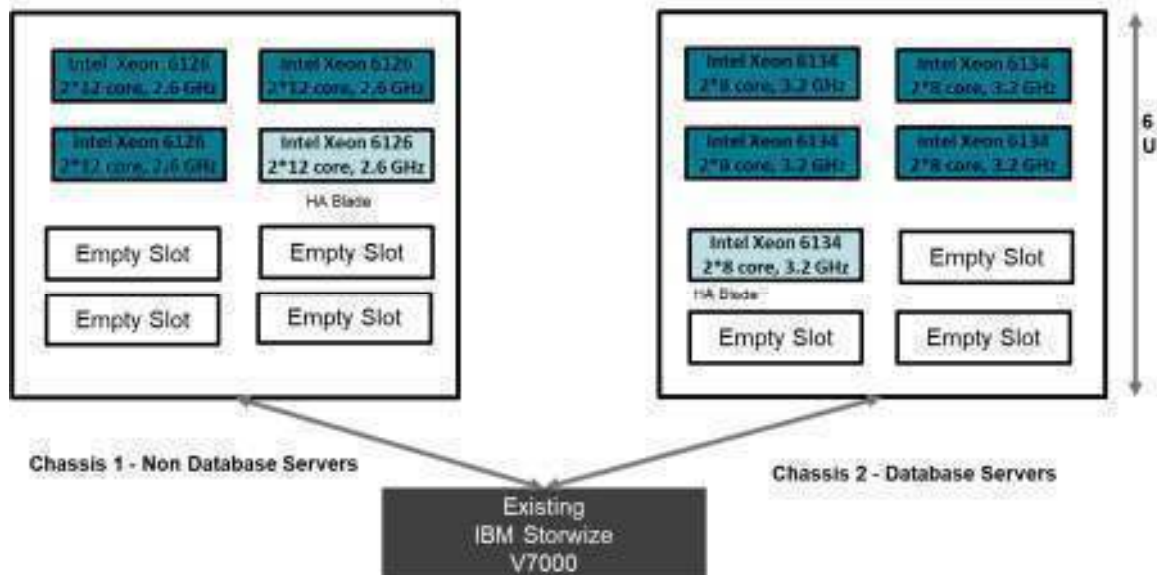 Intel Xeon 6126
2*12 core, 2.6 GHz
Intel Xeon 6126
2*12 core, 2.6 GHz
Intel Xeon 6126
2*12 core, 2.6 GHz
Intel Xeon 6126
2*12 core, 2.6 GHz
HA Blade
Empty Slot
Empty Slot
Empty Slot
Empty Slot
Chassis 1 - Non Database Servers
Intel Xeon 6134
2*8 core, 3.2 GHz
Intel Xeon 6134
2*8 core, 3.2 GHz
Intel Xeon 6134
2*8 core, 3.2 GHz
Intel Xeon 6134
2*8 core, 3.2 GHz
Intel Xeon 6134
2*8 core, 3.2 GHz
HA Blade
Empty Slot
Empty Slot
Empty Slot
6
U
Chassis 2 - Database Servers
Existing
IBM Storwize
V7000